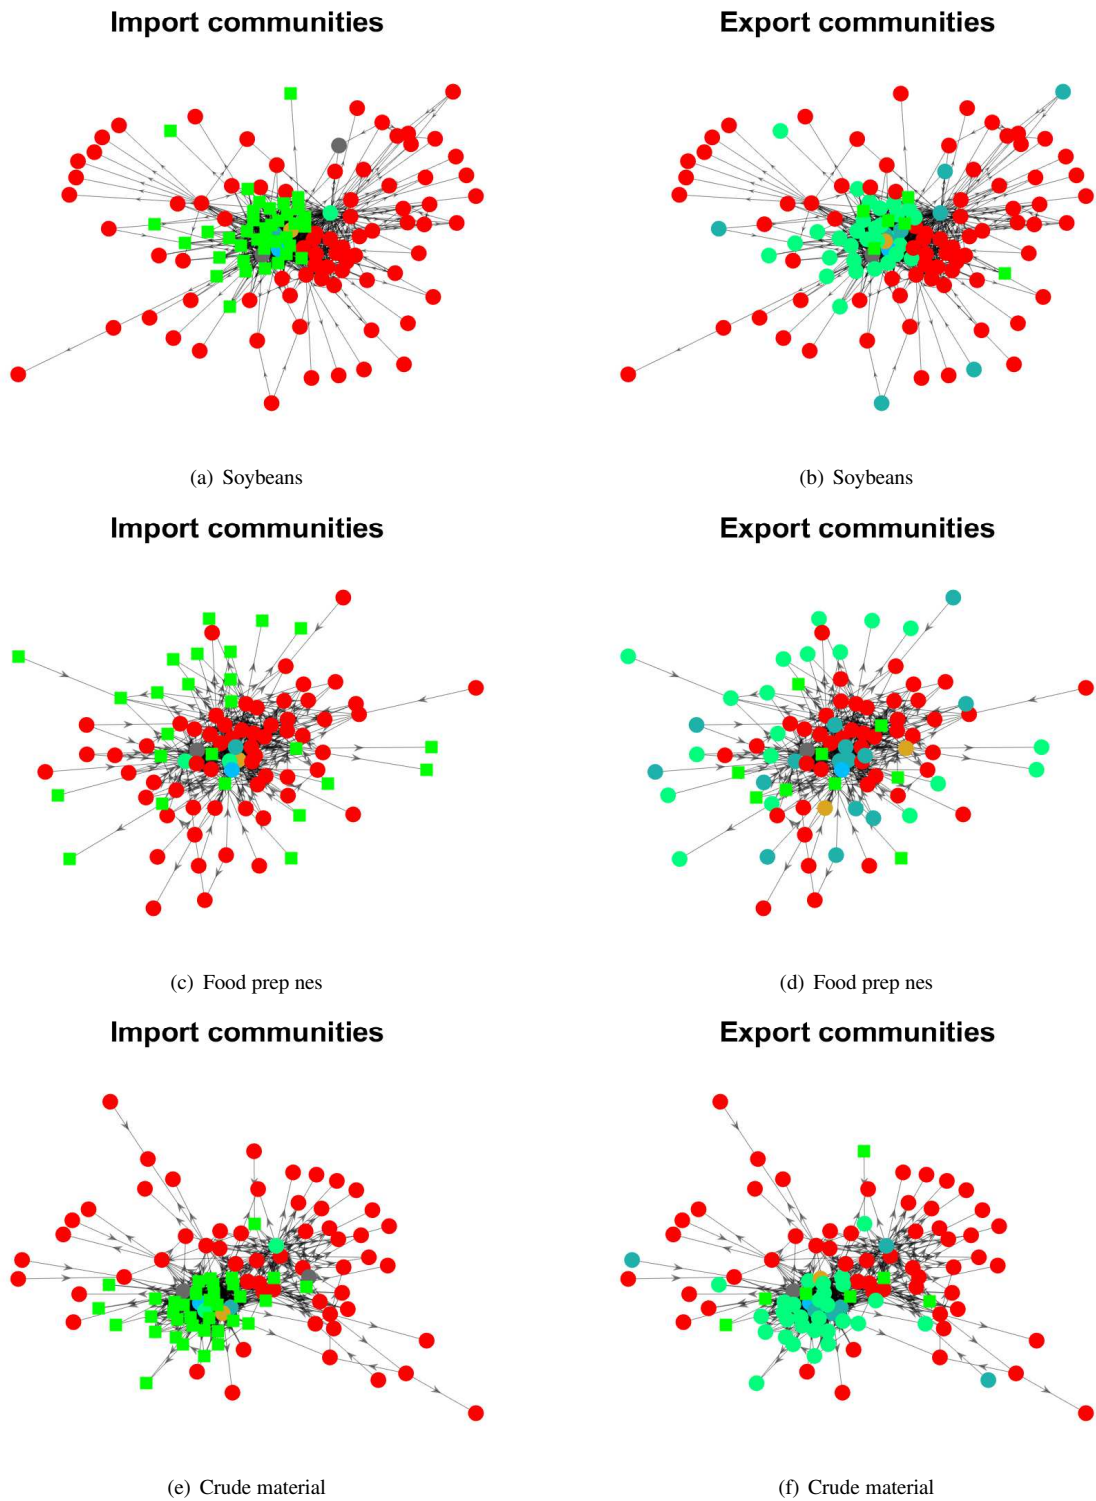 Import communities
Export communities
(a) Soybeans
(b) Soybeans
Import communities
Export communities
(c) Food prep nes
(d) Food prep nes
Import communities
Export communities
(e) Crude material
(f) Crude material